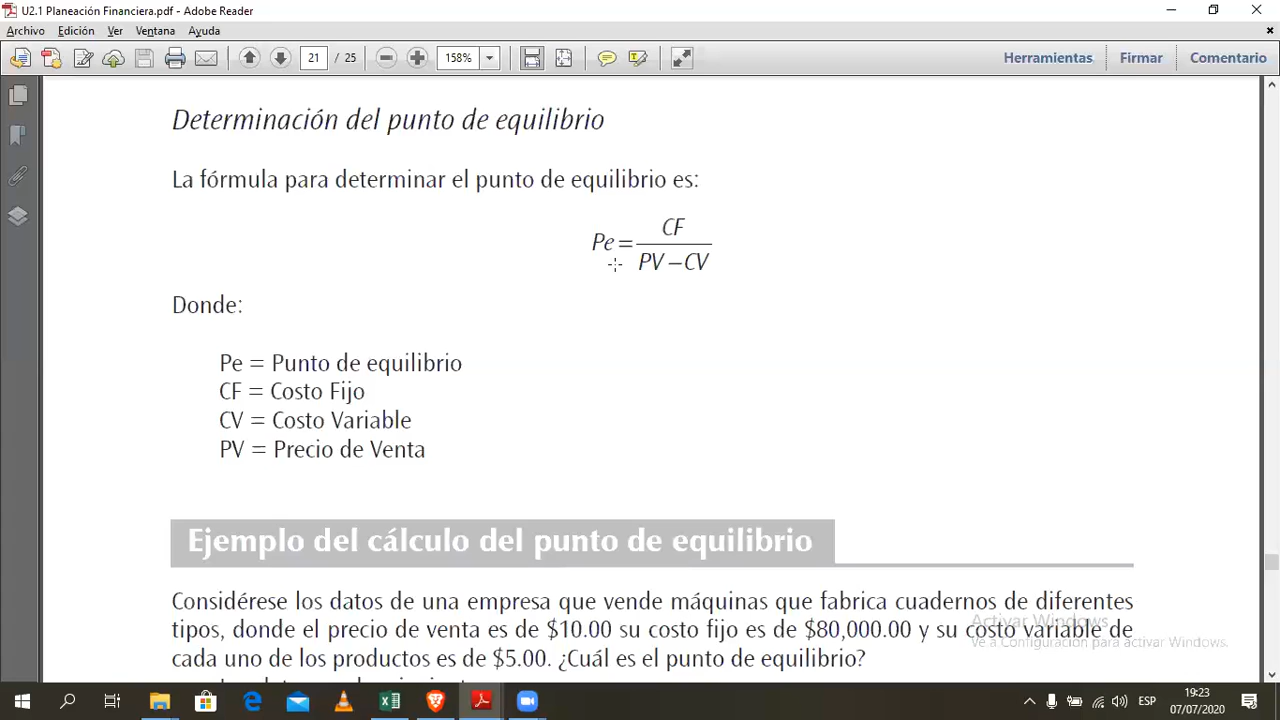 U2.1 Planeación Financiera.pdf - Adobe Reader
Archivo Edición Ver Ventana Ayuda
21 / 25 158% Herramientas Firmar Comentario
Determinación del punto de equilibrio
La fórmula para determinar el punto de equilibrio es:
Pe = CF
PV – CV
Donde:
Pe = Punto de equilibrio
CF = Costo Fijo
CV = Costo Variable
PV = Precio de Venta
Ejemplo del cálculo del punto de equilibrio
Considérese los datos de una empresa que vende máquinas que fabrica cuadernos de diferentes
tipos, donde el precio de venta es de $10.00 su costo fijo es de $80,000.00 y su costo variable de
cada uno de los productos es de $5.00. ¿Cuál es el punto de equilibrio?
Activar Windows
Ve a Configuración para activar Windows.
ESP 19:23
07/07/2020